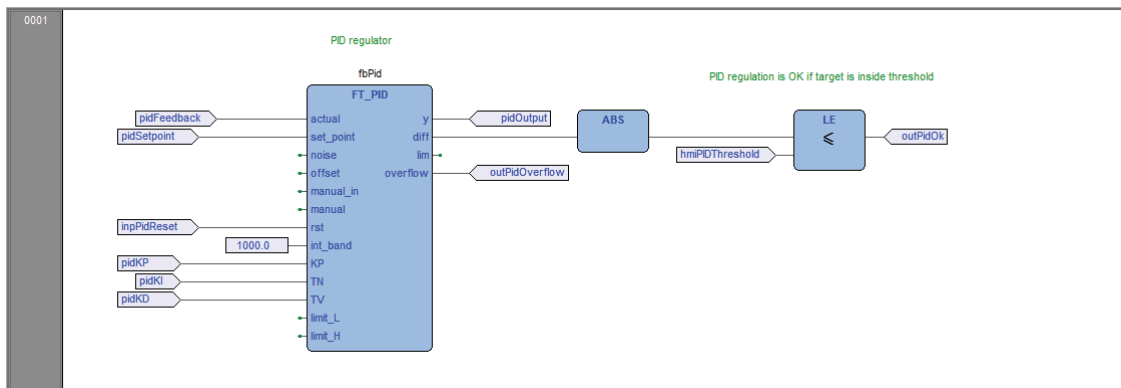 0001
PID regulator
fbPid
PID regulation is OK if target is inside threshold
FT_PID
pidFeedback
actual
y
pidOutput
ABS
LE
pidSetpoint
set_point
diff
≤
outPidOk
noise
lim
hmiPIDThreshold
offset
overflow
outPidOverflow
manual_in
manual
inpPidReset
rst
1000.0
int_band
pidKP
KP
pidKI
TN
pidKD
TV
limit_L
limit_H